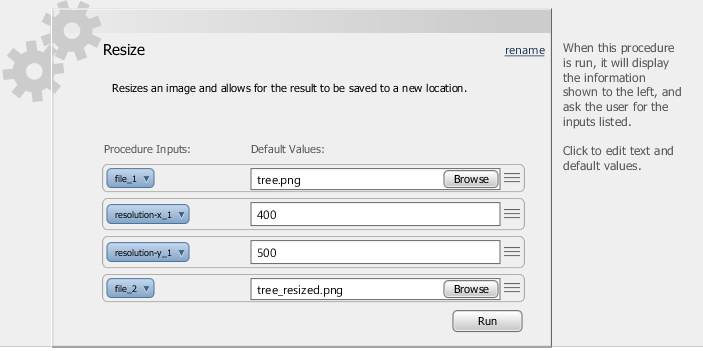 Resize
rename
Resizes an image and allows for the result to be saved to a new location.
Procedure Inputs: Default Values:
file_1 tree.png Browse
resolution-x_1 400
resolution-y_1 500
file_2 tree_resized.png Browse
Run
When this procedure
is run, it will display
the information
shown to the left, and
ask the user for the
inputs listed.
Click to edit text and
default values.